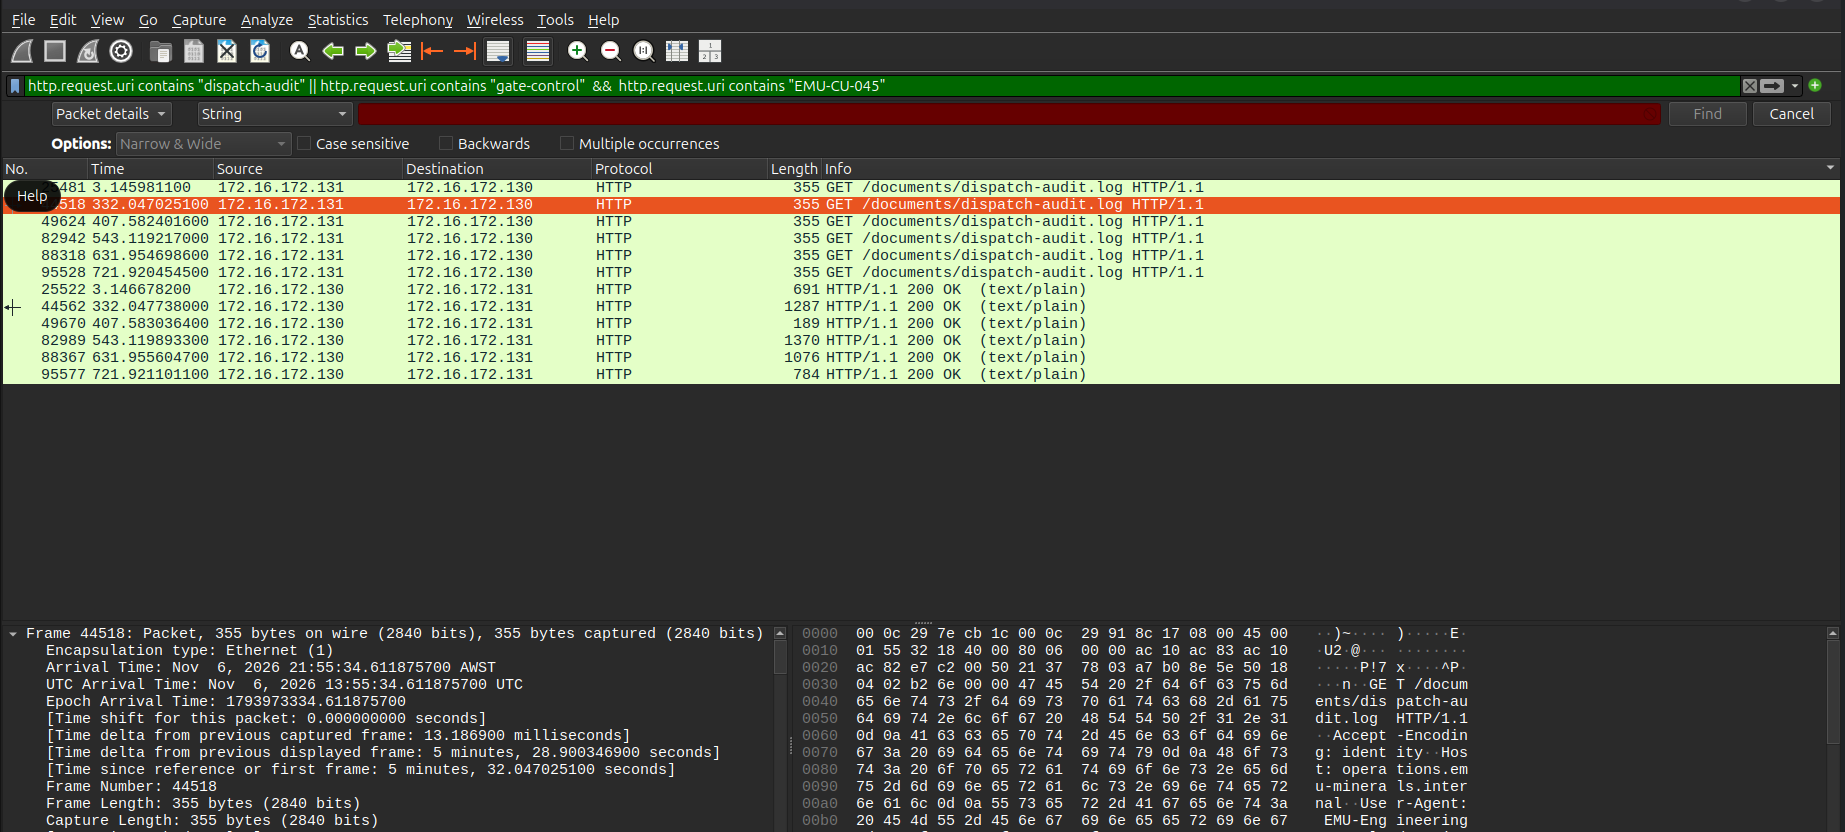 File Edit View Go Capture Analyze Statistics Telephony Wireless Tools Help
http.request.uri contains "dispatch-audit" || http.request.uri contains "gate-control" && http.request.uri contains "EMU-CU-045"
Packet details String Find Cancel
Options: Narrow & Wide Case sensitive Backwards Multiple occurrences
No. Time Source Destination Protocol Length Info
481 3.145981100 172.16.172.131 172.16.172.130 HTTP 355 GET /documents/dispatch-audit.log HTTP/1.1
Help
518 332.047025100 172.16.172.131 172.16.172.130 HTTP 355 GET /documents/dispatch-audit.log HTTP/1.1
49624 407.582401600 172.16.172.131 172.16.172.130 HTTP 355 GET /documents/dispatch-audit.log HTTP/1.1
82942 543.119217000 172.16.172.131 172.16.172.130 HTTP 355 GET /documents/dispatch-audit.log HTTP/1.1
88318 631.954698600 172.16.172.131 172.16.172.130 HTTP 355 GET /documents/dispatch-audit.log HTTP/1.1
95528 721.920454500 172.16.172.131 172.16.172.130 HTTP 355 GET /documents/dispatch-audit.log HTTP/1.1
25522 3.146678200 172.16.172.130 172.16.172.131 HTTP 691 HTTP/1.1 200 OK (text/plain)
44562 332.047738000 172.16.172.130 172.16.172.131 HTTP 1287 HTTP/1.1 200 OK (text/plain)
49670 407.583036400 172.16.172.130 172.16.172.131 HTTP 189 HTTP/1.1 200 OK (text/plain)
82989 543.119893300 172.16.172.130 172.16.172.131 HTTP 1370 HTTP/1.1 200 OK (text/plain)
88367 631.955604700 172.16.172.130 172.16.172.131 HTTP 1076 HTTP/1.1 200 OK (text/plain)
95577 721.921101100 172.16.172.130 172.16.172.131 HTTP 784 HTTP/1.1 200 OK (text/plain)
Frame 44518: Packet, 355 bytes on wire (2840 bits), 355 bytes captured (2840 bits)
Encapsulation type: Ethernet (1)
Arrival Time: Nov 6, 2026 21:55:34.611875700 AWST
UTC Arrival Time: Nov 6, 2026 13:55:34.611875700 UTC
Epoch Arrival Time: 1793973334.611875700
[Time shift for this packet: 0.000000000 seconds]
[Time delta from previous captured frame: 13.186900 milliseconds]
[Time delta from previous displayed frame: 5 minutes, 28.900346900 seconds]
[Time since reference or first frame: 5 minutes, 32.047025100 seconds]
Frame Number: 44518
Frame Length: 355 bytes (2840 bits)
Capture Length: 355 bytes (2840 bits)
0000 00 0c 29 7e cb 1c 00 0c 29 91 8c 17 08 00 45 00 ··)~···· )·····E·
0010 01 55 32 18 40 00 80 06 00 00 ac 10 ac 83 ac 10 ·U2·@··· ········
0020 ac 82 e7 c2 00 50 21 37 78 03 a7 b0 8e 5e 50 18 ·····P!7 x····^P·
0030 04 02 b2 6e 00 00 47 45 54 20 2f 64 6f 63 75 6d ···n··GE T /docum
0040 65 6e 74 73 2f 64 69 73 70 61 74 63 68 2d 61 75 ents/dis patch-au
0050 64 69 74 2e 6c 6f 67 20 48 54 54 50 2f 31 2e 31 dit.log HTTP/1.1
0060 0d 0a 41 63 63 65 70 74 2d 45 6e 63 6f 64 69 6e ··Accept -Encodin
0070 67 3a 20 69 64 65 6e 74 69 74 79 0d 0a 48 6f 73 g: ident ity··Hos
0080 74 3a 20 6f 70 65 72 61 74 69 6f 6e 73 2e 65 6d t: opera tions.em
0090 75 2d 6d 69 6e 65 72 61 6c 73 2e 69 6e 74 65 72 u-minera ls.inter
00a0 6e 61 6c 0d 0a 55 73 65 72 2d 41 67 65 6e 74 3a nal··Use r-Agent:
00b0 20 45 4d 55 2d 45 6e 67 69 6e 65 65 72 69 6e 67 EMU-Eng ineering